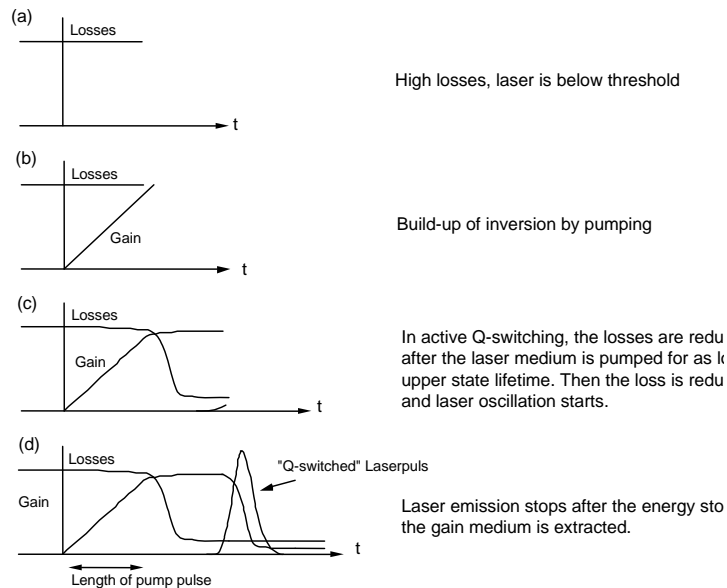 (a)
Losses
High losses, laser is below threshold
t
(b)
Losses
Gain
Build-up of inversion by pumping
t
(c)
Losses
Gain
In active Q-switching, the losses are redu
after the laser medium is pumped for as lo
upper state lifetime. Then the loss is redu
and laser oscillation starts.
t
(d)
Losses
"Q-switched" Laserpuls
Gain
Laser emission stops after the energy sto
the gain medium is extracted.
t
Length of pump pulse